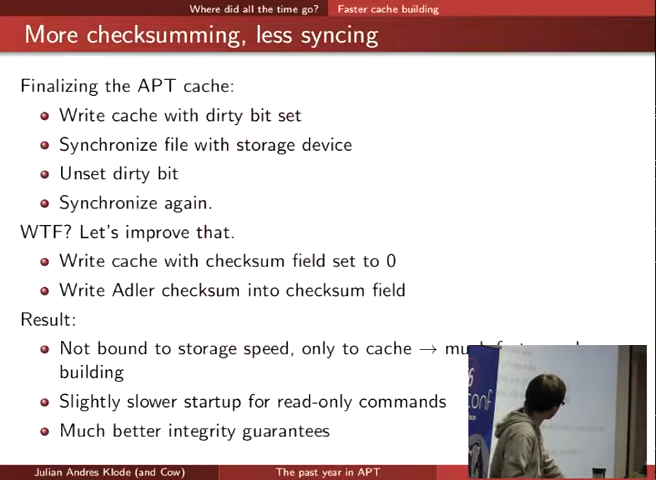 Where did all the time go? Faster cache building
More checksumming, less syncing
Finalizing the APT cache:
Write cache with dirty bit set
Synchronize file with storage device
Unset dirty bit
Synchronize again.
WTF? Let's improve that.
Write cache with checksum field set to 0
Write Adler checksum into checksum field
Result:
Not bound to storage speed, only to cache →
building
Slightly slower startup for read-only commands
Much better integrity guarantees
Julian Andres Klode (and Cow) The past year in APT